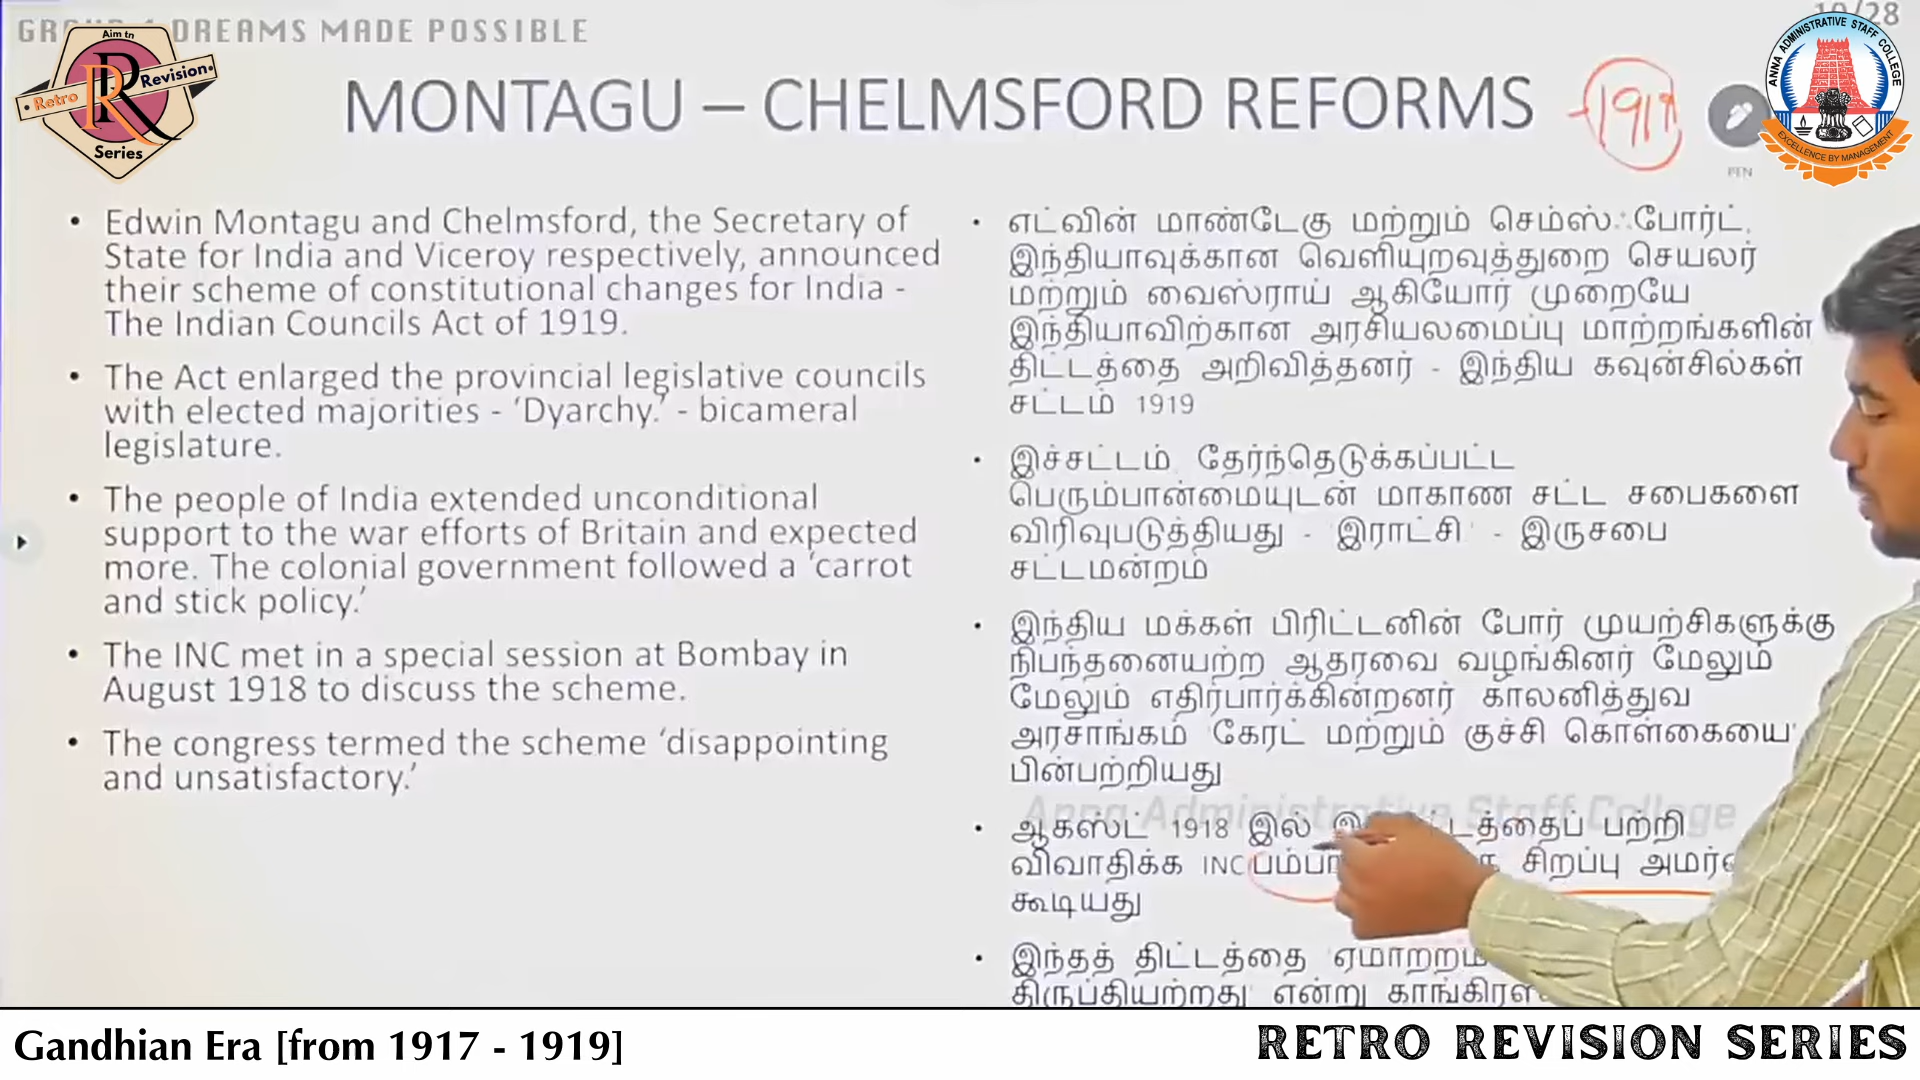 DREAMS MADE POSSIBLE
Aim tn
Retro
RR
Revision
Series
MONTAGU – CHELMSFORD REFORMS
ANNA ADMINISTRATIVE STAFF COLLEGE
EXCELLENCE BY MANAGEMENT
PEN
• Edwin Montagu and Chelmsford, the Secretary of
State for India and Viceroy respectively, announced
their scheme of constitutional changes for India -
The Indian Councils Act of 1919.
• The Act enlarged the provincial legislative councils
with elected majorities - ‘Dyarchy.’ - bicameral
legislature.
• The people of India extended unconditional
support to the war efforts of Britain and expected
more. The colonial government followed a ‘carrot
and stick policy.’
• The INC met in a special session at Bombay in
August 1918 to discuss the scheme.
• The congress termed the scheme ‘disappointing
and unsatisfactory.’
• எட்வின் மாண்டேகு மற்றும் செம்ஸ்ஃபோர்ட்,
இந்தியாவுக்கான வெளியுறவுத்துறை செயலர்
மற்றும் வைஸ்ராய் ஆகியோர் முறையே
இந்தியாவிற்கான அரசியலமைப்பு மாற்றங்களின்
திட்டத்தை அறிவித்தனர் - இந்திய கவுன்சில்கள்
சட்டம் 1919
• இச்சட்டம் தேர்ந்தெடுக்கப்பட்ட
பெரும்பான்மையுடன் மாகாண சட்ட சபைகளை
விரிவுபடுத்தியது - 'இராட்சி' - இருசபை
சட்டமன்றம்
• இந்திய மக்கள் பிரிட்டனின் போர் முயற்சிகளுக்கு
நிபந்தனையற்ற ஆதரவை வழங்கினர் மேலும்
மேலும் எதிர்பார்க்கின்றனர் காலனித்துவ
அரசாங்கம் 'கேரட் மற்றும் குச்சி கொள்கையை'
பின்பற்றியது
Anna Administrative Staff College
• ஆகஸ்ட் 1918 இல் பற்றி
விவாதிக்க INC சிறப்பு
கூடியது
• இந்தத் திட்டத்தை
திருப்தியற்றது' என்று
Gandhian Era [from 1917 - 1919]
RETRO REVISION SERIES